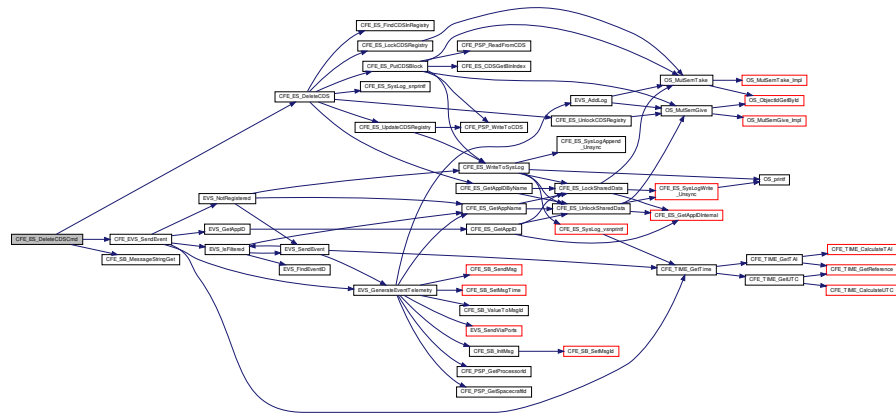 CFE_ES_FindCDSInRegistry
CFE_ES_LockCDSRegistry
CFE_PSP_ReadFromCDS
CFE_ES_PutCDSBlock
CFE_ES_CDSGetBinIndex
OS_MutSemTake
OS_MutSemTake_Impl
CFE_ES_SysLog_snprintf
CFE_ES_DeleteCDS
EVS_AddLog
OS_ObjectIdGetById
OS_MutSemGive
CFE_ES_UnlockCDSRegistry
OS_MutSemGive_Impl
CFE_ES_UpdateCDSRegistry
CFE_PSP_WriteToCDS
CFE_ES_SysLogAppend
_Unsync
CFE_ES_WriteToSysLog
OS_printf
CFE_ES_GetAppIDByName
CFE_ES_LockSharedData
CFE_ES_SysLogWrite
_Unsync
EVS_NotRegistered
CFE_ES_GetAppName
CFE_ES_UnlockSharedData
CFE_ES_GetAppIDInternal
EVS_GetAppID
CFE_ES_GetAppID
CFE_ES_SysLog_vsnprintf
CFE_ES_DeleteCDSCmd
CFE_EVS_SendEvent
EVS_IsFiltered
EVS_SendEvent
CFE_TIME_CalculateTAI
CFE_SB_MessageStringGet
CFE_TIME_GetTAI
EVS_FindEventID
CFE_SB_SendMsg
CFE_TIME_GetTime
CFE_TIME_GetReference
CFE_TIME_GetUTC
EVS_GenerateEventTelemetry
CFE_SB_SetMsgTime
CFE_TIME_CalculateUTC
CFE_SB_ValueToMsgId
EVS_SendViaPorts
CFE_SB_InitMsg
CFE_SB_SetMsgId
CFE_PSP_GetProcessorId
CFE_PSP_GetSpacecraftId